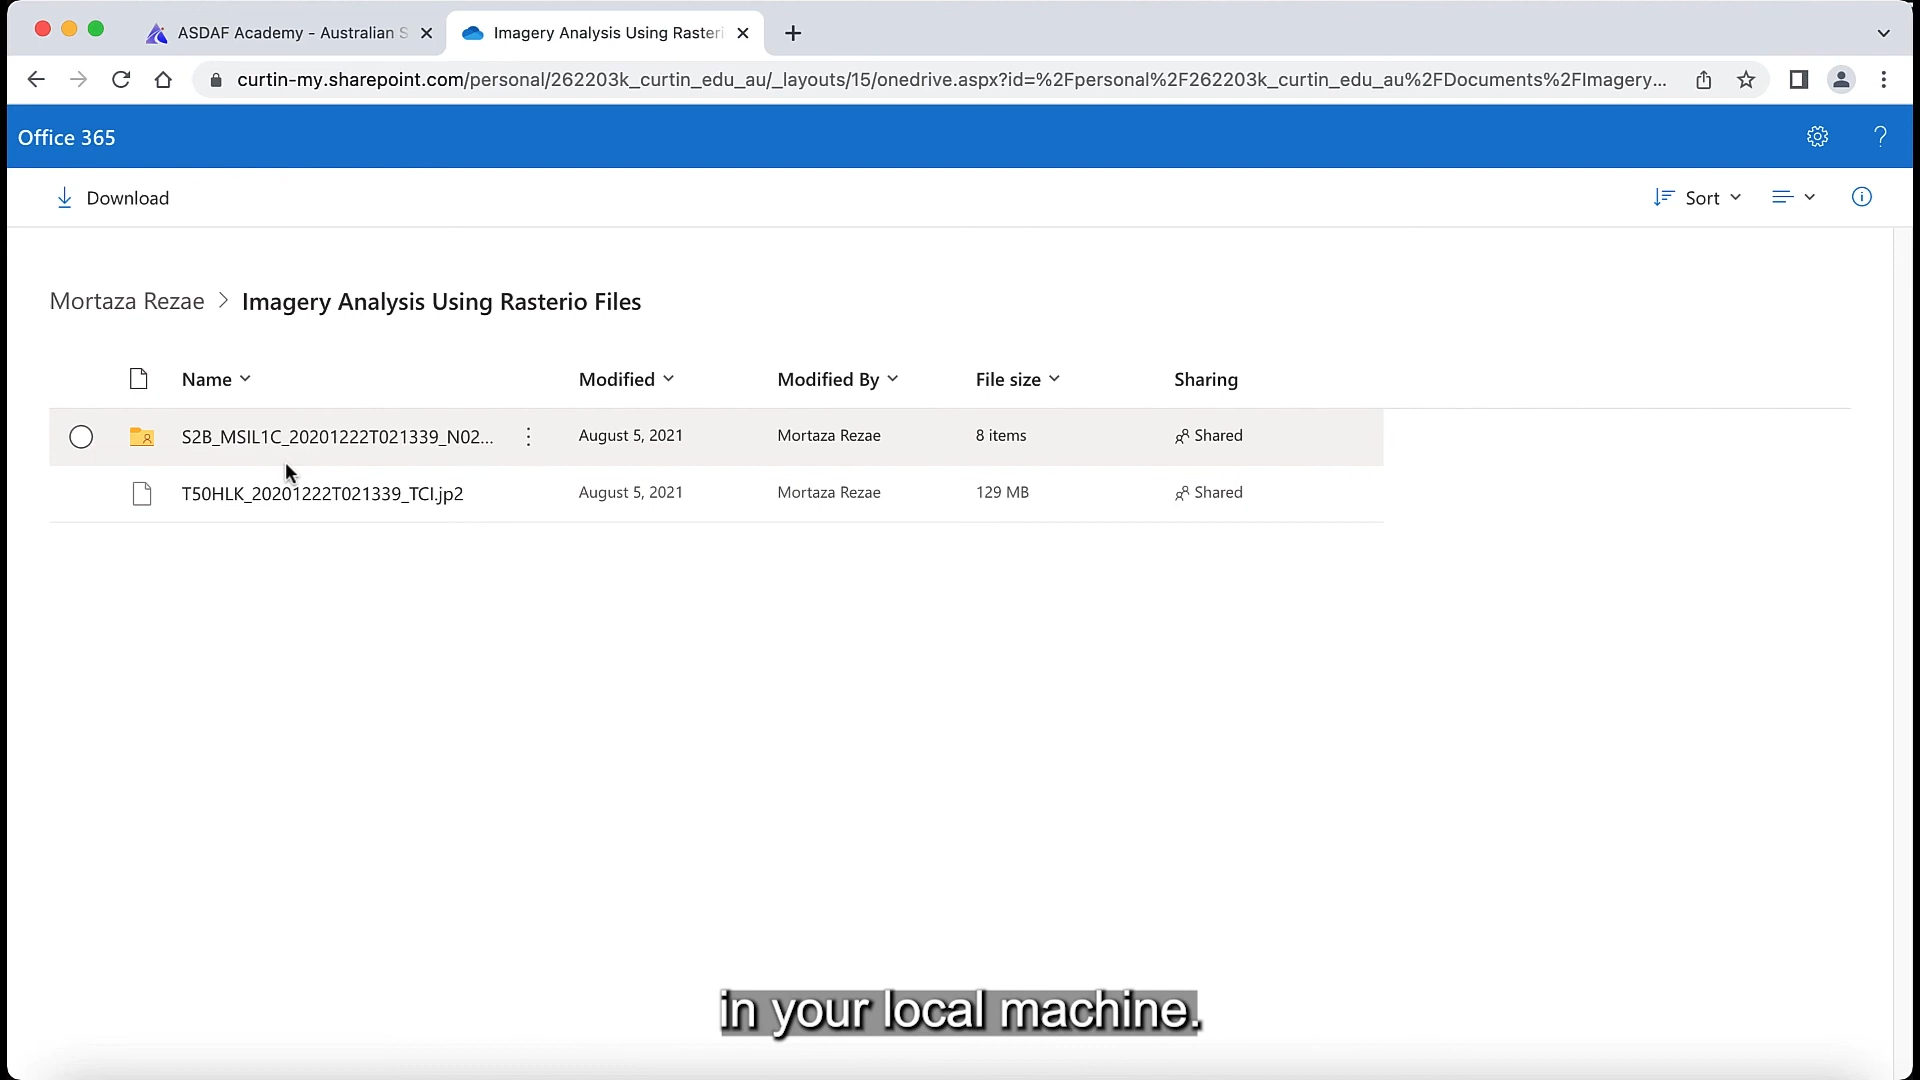 ASDAF Academy - Australian S
Imagery Analysis Using Rasteri
curtin-my.sharepoint.com/personal/262203k_curtin_edu_au/_layouts/15/onedrive.aspx?id=%2Fpersonal%2F262203k_curtin_edu_au%2FDocuments%2FImagery...
Office 365
Download
Sort
Mortaza Rezae > Imagery Analysis Using Rasterio Files
Name Modified Modified By File size Sharing
S2B_MSIL1C_20201222T021339_N02... August 5, 2021 Mortaza Rezae 8 items Shared
T50HLK_20201222T021339_TCI.jp2 August 5, 2021 Mortaza Rezae 129 MB Shared
in your local machine.